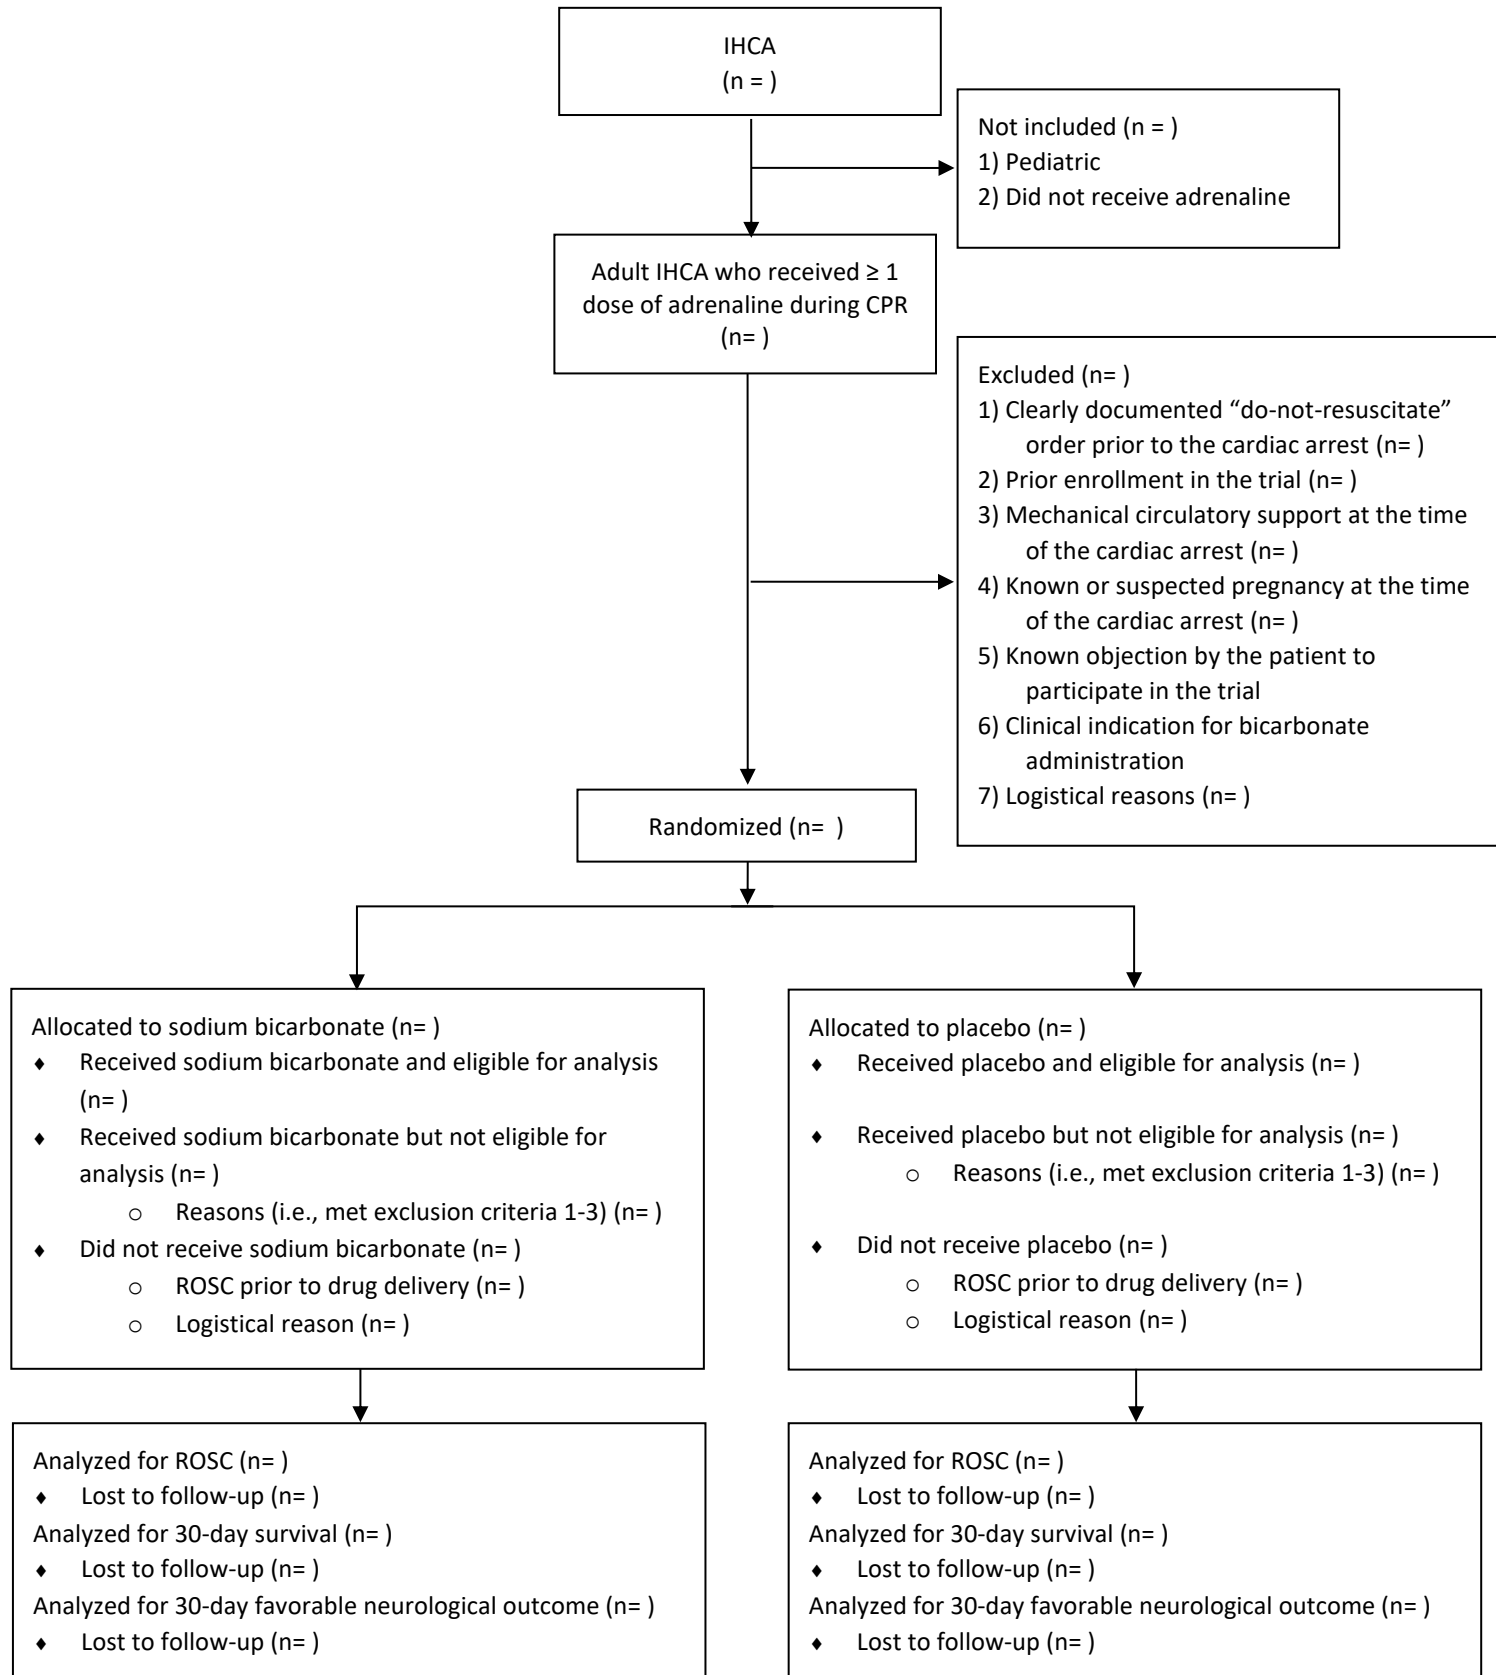 IHCA
(n = )
Not included (n = )
1) Pediatric
2) Did not receive adrenaline
Adult IHCA who received ≥ 1
dose of adrenaline during CPR
(n= )
Excluded (n= )
1) Clearly documented “do-not-resuscitate”
order prior to the cardiac arrest (n= )
2) Prior enrollment in the trial (n= )
3) Mechanical circulatory support at the time
of the cardiac arrest (n= )
4) Known or suspected pregnancy at the time
of the cardiac arrest (n= )
5) Known objection by the patient to
participate in the trial
6) Clinical indication for bicarbonate
administration
7) Logistical reasons (n= )
Randomized (n=  )
Allocated to sodium bicarbonate (n= )
♦ Received sodium bicarbonate and eligible for analysis
(n= )
♦ Received sodium bicarbonate but not eligible for
analysis (n= )
o Reasons (i.e., met exclusion criteria 1-3) (n= )
♦ Did not receive sodium bicarbonate (n= )
o ROSC prior to drug delivery (n= )
o Logistical reason (n= )
Allocated to placebo (n= )
♦ Received placebo and eligible for analysis (n= )
♦ Received placebo but not eligible for analysis (n= )
o Reasons (i.e., met exclusion criteria 1-3) (n= )
♦ Did not receive placebo (n= )
o ROSC prior to drug delivery (n= )
o Logistical reason (n= )
Analyzed for ROSC (n= )
♦ Lost to follow-up (n= )
Analyzed for 30-day survival (n= )
♦ Lost to follow-up (n= )
Analyzed for 30-day favorable neurological outcome (n= )
♦ Lost to follow-up (n= )
Analyzed for ROSC (n= )
♦ Lost to follow-up (n= )
Analyzed for 30-day survival (n= )
♦ Lost to follow-up (n= )
Analyzed for 30-day favorable neurological outcome (n= )
♦ Lost to follow-up (n= )